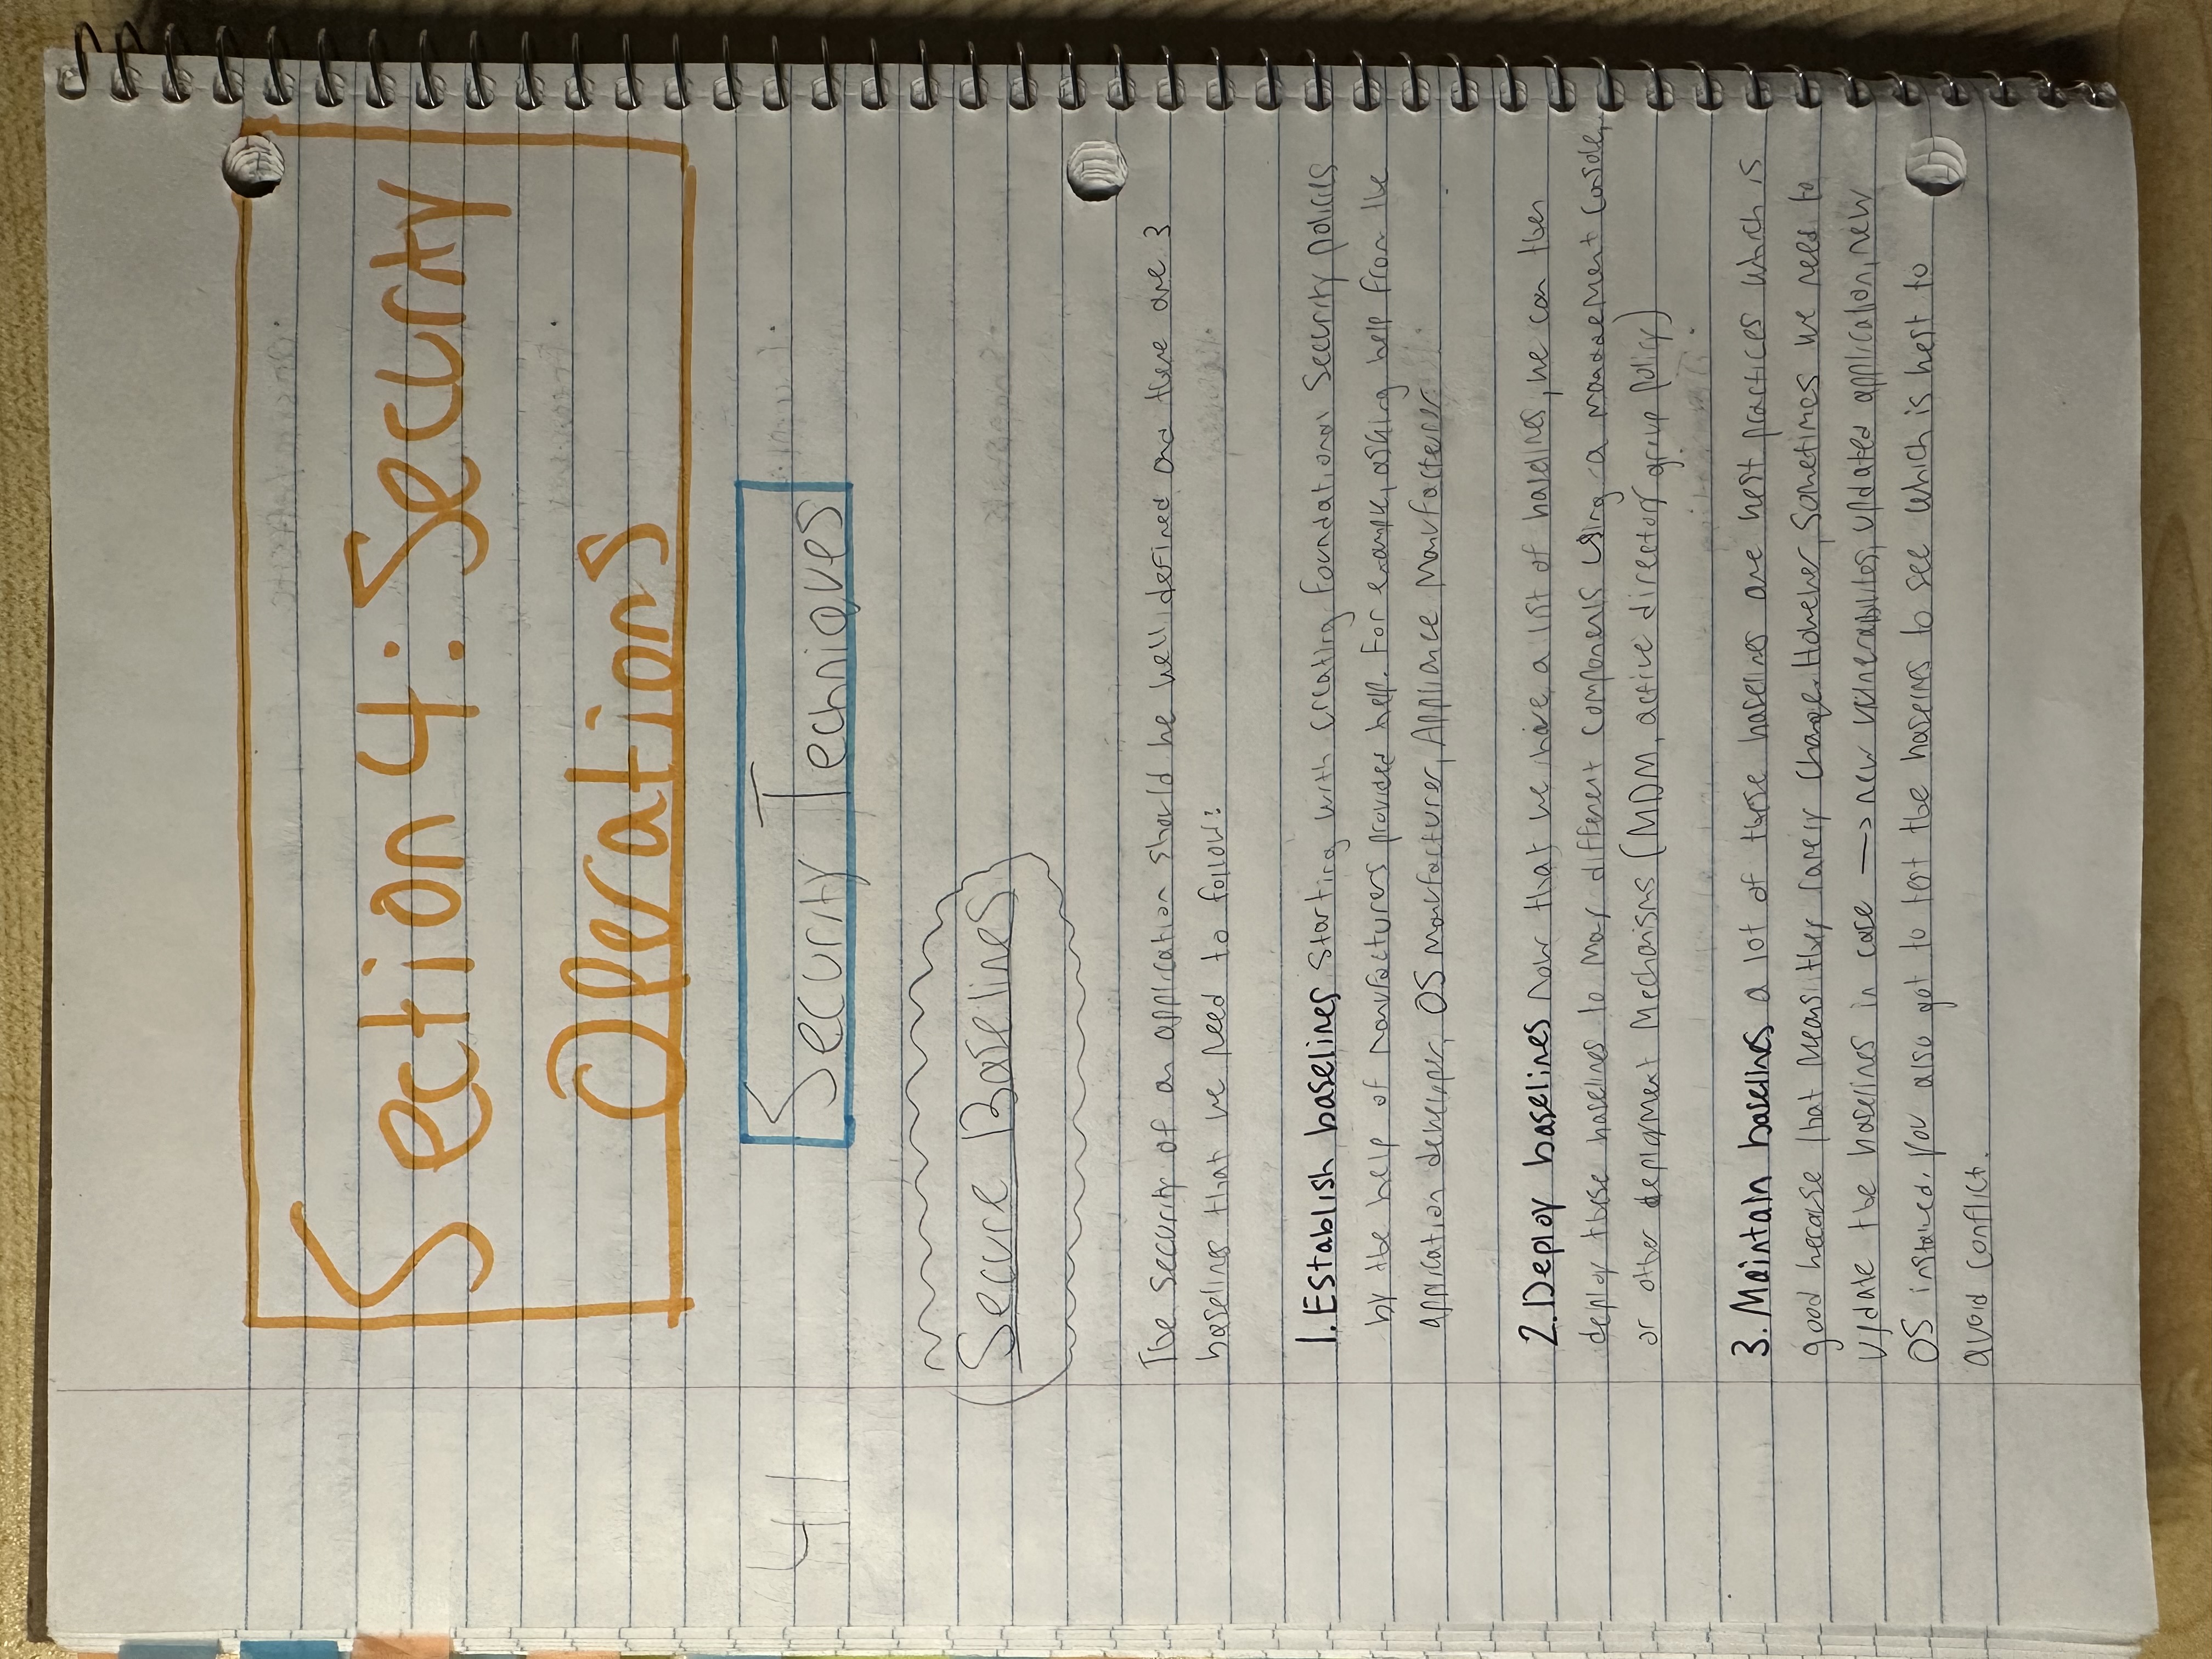 Section 4: Security
Operations
4.1
Security Techniques
Secure Baselines
The security of an application should be well defined and there are 3
baselines that we need to follow:
1. Establish baselines Starting with creating foundational Security policies
by the help of manufacturers provided help. For example, asking help from the
application developer, OS manufacturer, Appliance Manufacturer
2. Deploy baselines Now that we have a list of baselines, we can then
deploy these baselines to many different components using a management console,
or other deployment mechanisms (MDM, active directory group policy)
3. Maintain baselines a lot of these baselines are best practices which is
good because that means they rarely change. However, sometimes we need to
update the baselines in case —> new vulnerabilites, updated application, new
OS installed. You also got to test the baselines to see which is best to
avoid conflict.